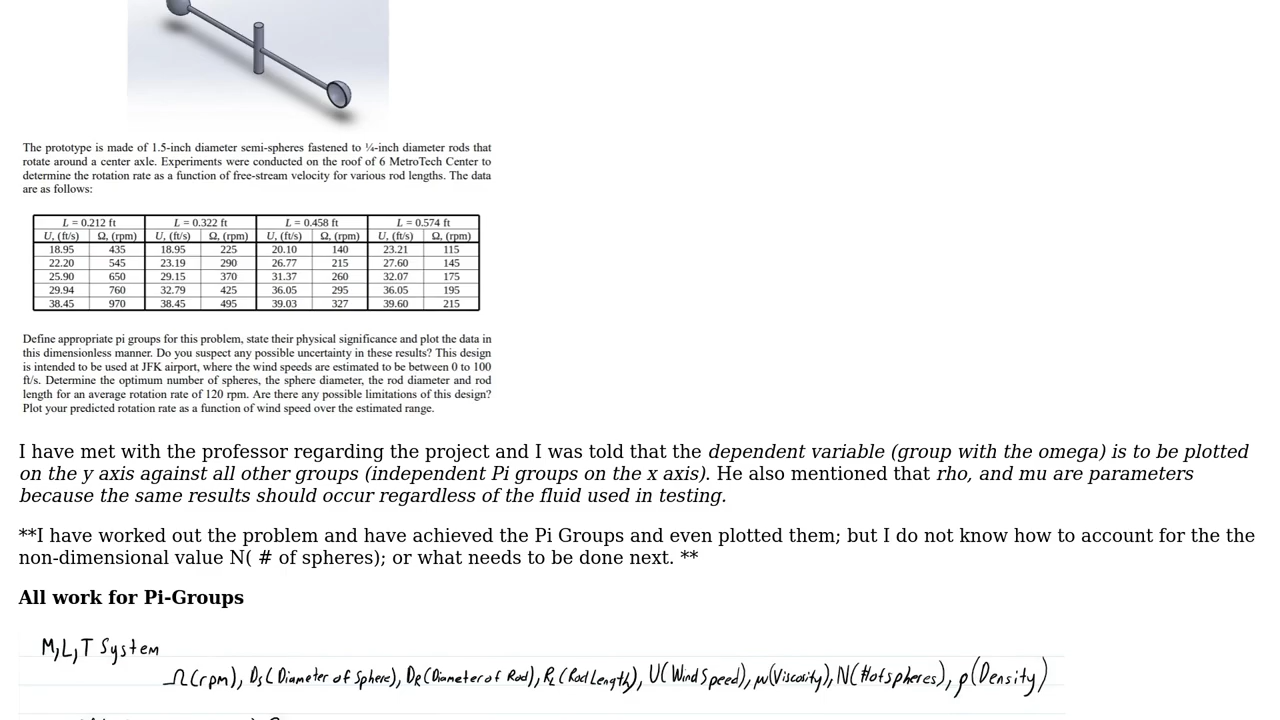 The prototype is made of 1.5-inch diameter semi-spheres fastened to ¼-inch diameter rods that
rotate around a center axle. Experiments were conducted on the roof of 6 MetroTech Center to
determine the rotation rate as a function of free-stream velocity for various rod lengths. The data
are as follows:
L = 0.212 ft L = 0.322 ft L = 0.458 ft L = 0.574 ft
U, (ft/s) Ω, (rpm) U, (ft/s) Ω, (rpm) U, (ft/s) Ω, (rpm) U, (ft/s) Ω, (rpm)
18.95 435 18.95 225 20.10 140 23.21 115
22.20 545 23.19 290 26.77 215 27.60 145
25.90 650 29.15 370 31.37 260 32.07 175
29.94 760 32.79 425 36.05 295 36.05 195
38.45 970 38.45 495 39.03 327 39.60 215
Define appropriate pi groups for this problem, state their physical significance and plot the data in
this dimensionless manner. Do you suspect any possible uncertainty in these results? This design
is intended to be used at JFK airport, where the wind speeds are estimated to be between 0 to 100
ft/s. Determine the optimum number of spheres, the sphere diameter, the rod diameter and rod
length for an average rotation rate of 120 rpm. Are there any possible limitations of this design?
Plot your predicted rotation rate as a function of wind speed over the estimated range.
I have met with the professor regarding the project and I was told that the dependent variable (group with the omega) is to be plotted
on the y axis against all other groups (independent Pi groups on the x axis). He also mentioned that rho, and mu are parameters
because the same results should occur regardless of the fluid used in testing.
**I have worked out the problem and have achieved the Pi Groups and even plotted them; but I do not know how to account for the the
non-dimensional value N( # of spheres); or what needs to be done next. **
All work for Pi-Groups
M,L,T System
Ω(rpm), Ds(Diameter of Sphere), DR(Diameter of Rod), RL(Rod Length), U(Wind Speed), μ(Viscosity), N(#of spheres), ρ(Density)